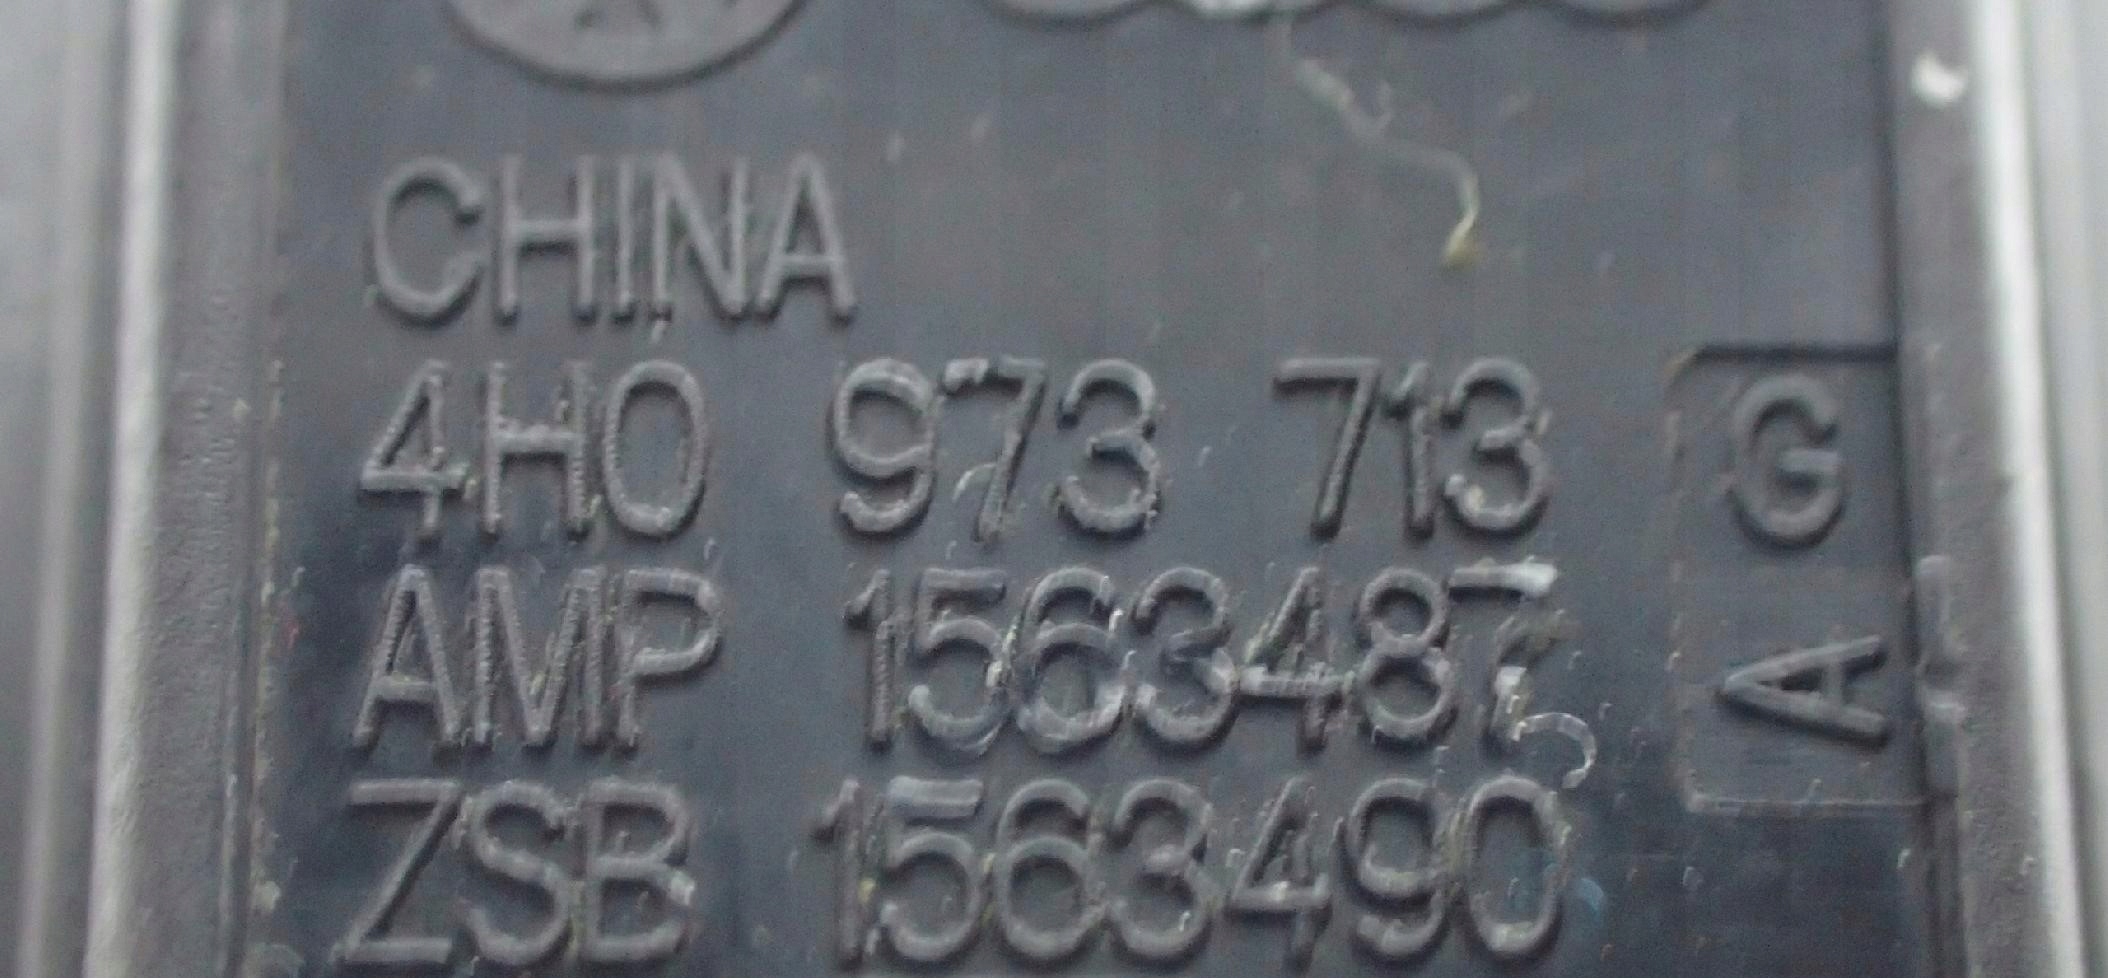 CHINA
4H0 973 713 G
AMP 1563487 A
ZSB 1563490